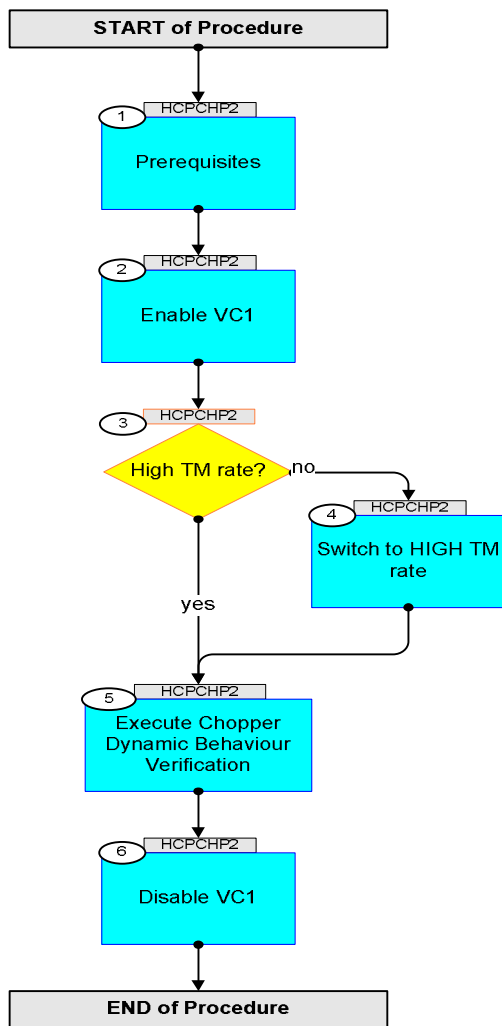 START of Procedure
HCPCHP2
1
Prerequisites
HCPCHP2
2
Enable VC1
HCPCHP2
3
High TM rate?
no
HCPCHP2
4
Switch to HIGH TM
rate
yes
HCPCHP2
5
Execute Chopper
Dynamic Behaviour
Verification
HCPCHP2
6
Disable VC1
END of Procedure